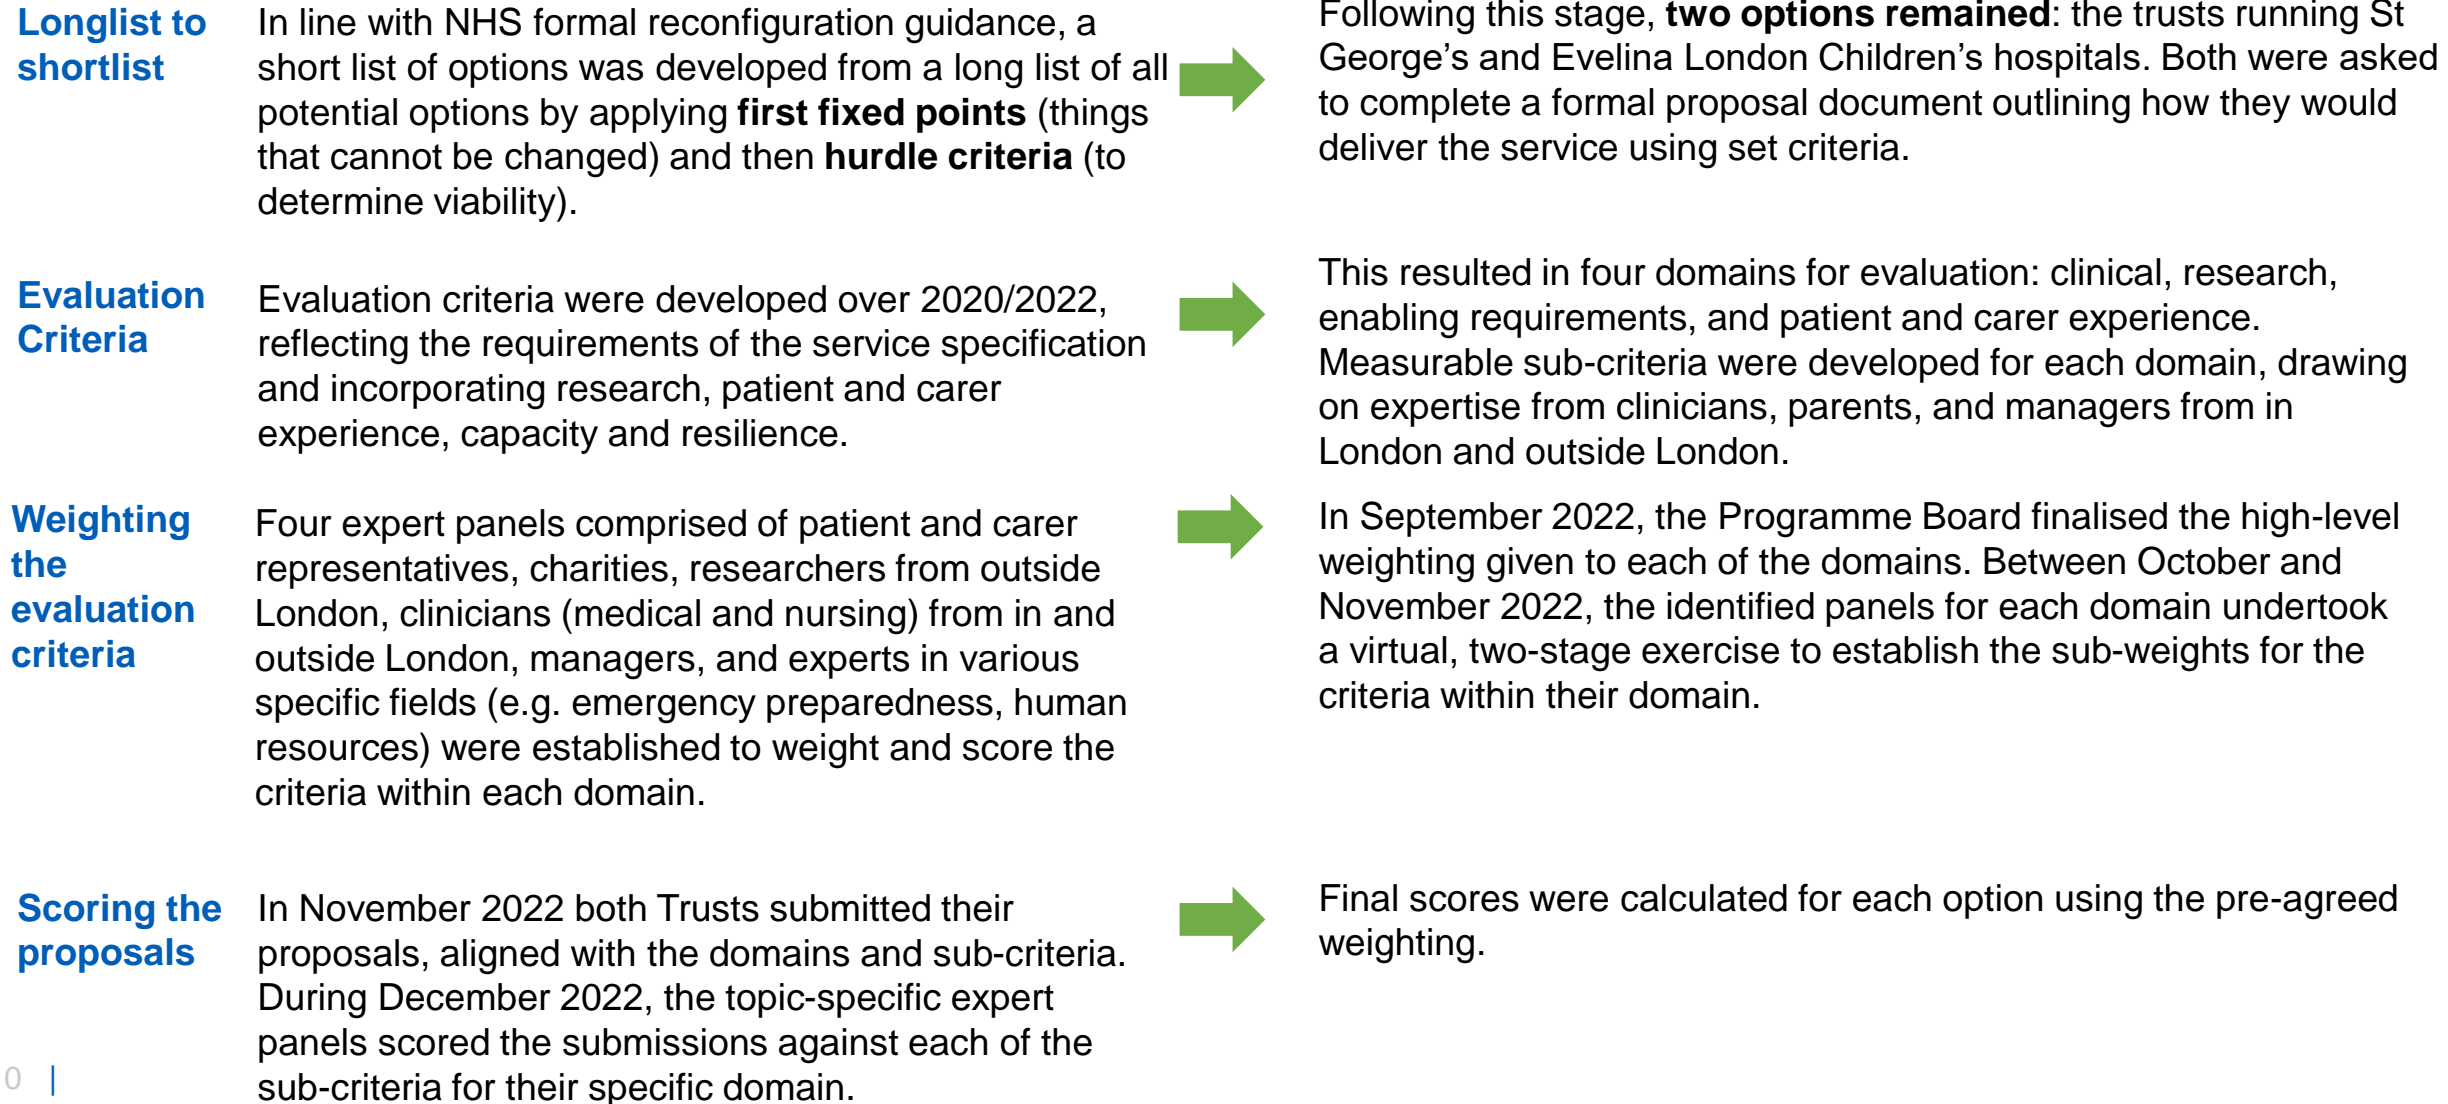 Longlist to
shortlist
In line with NHS formal reconfiguration guidance, a
short list of options was developed from a long list of all
potential options by applying first fixed points (things
that cannot be changed) and then hurdle criteria (to
determine viability).
Following this stage, two options remained: the trusts running St
George’s and Evelina London Children’s hospitals. Both were asked
to complete a formal proposal document outlining how they would
deliver the service using set criteria.
Evaluation
Criteria
Evaluation criteria were developed over 2020/2022,
reflecting the requirements of the service specification
and incorporating research, patient and carer
experience, capacity and resilience.
This resulted in four domains for evaluation: clinical, research,
enabling requirements, and patient and carer experience.
Measurable sub-criteria were developed for each domain, drawing
on expertise from clinicians, parents, and managers from in
London and outside London.
Weighting
the
evaluation
criteria
Four expert panels comprised of patient and carer
representatives, charities, researchers from outside
London, clinicians (medical and nursing) from in and
outside London, managers, and experts in various
specific fields (e.g. emergency preparedness, human
resources) were established to weight and score the
criteria within each domain.
In September 2022, the Programme Board finalised the high-level
weighting given to each of the domains. Between October and
November 2022, the identified panels for each domain undertook
a virtual, two-stage exercise to establish the sub-weights for the
criteria within their domain.
Scoring the
proposals
In November 2022 both Trusts submitted their
proposals, aligned with the domains and sub-criteria.
During December 2022, the topic-specific expert
panels scored the submissions against each of the
sub-criteria for their specific domain.
Final scores were calculated for each option using the pre-agreed
weighting.
0 |